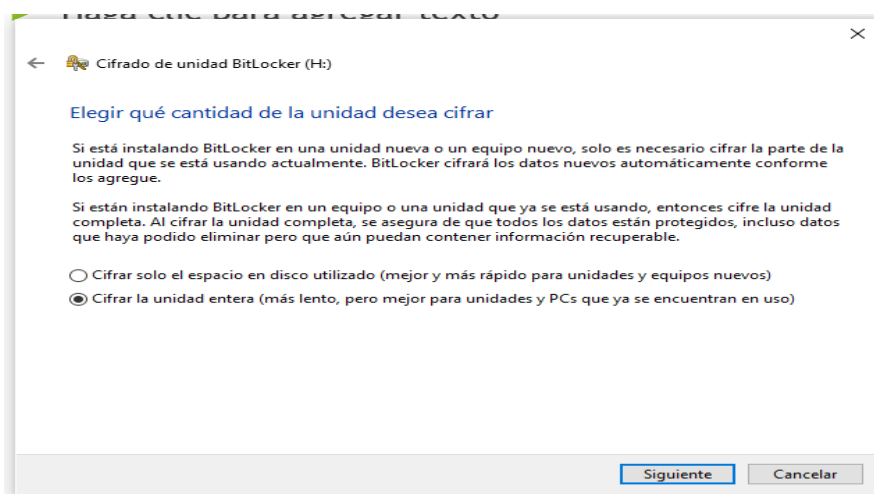 Haga clic para agregar texto
Cifrado de unidad BitLocker (H:)
Elegir qué cantidad de la unidad desea cifrar
Si está instalando BitLocker en una unidad nueva o un equipo nuevo, solo es necesario cifrar la parte de la
unidad que se está usando actualmente. BitLocker cifrará los datos nuevos automáticamente conforme
los agregue.
Si están instalando BitLocker en un equipo o una unidad que ya se está usando, entonces cifre la unidad
completa. Al cifrar la unidad completa, se asegura de que todos los datos están protegidos, incluso datos
que haya podido eliminar pero que aún puedan contener información recuperable.
Cifrar solo el espacio en disco utilizado (mejor y más rápido para unidades y equipos nuevos)
Cifrar la unidad entera (más lento, pero mejor para unidades y PCs que ya se encuentran en uso)
Siguiente
Cancelar